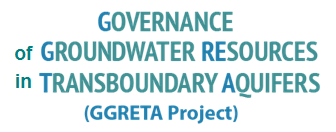 GOVERNANCE
of GROUNDWATER RESOURCES
in TRANSBOUNDARY AQUIFERS
(GGRETA Project)